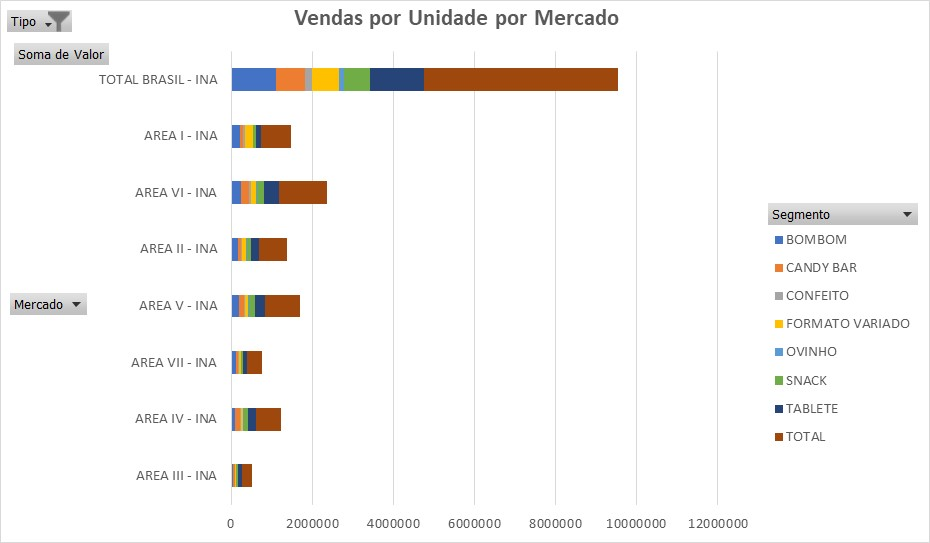 Vendas por Unidade por Mercado
Tipo
Soma de Valor
TOTAL BRASIL - INA
AREA I - INA
AREA VI - INA
AREA II - INA
AREA V - INA
AREA VII - INA
AREA IV - INA
AREA III - INA
Mercado
0 2000000 4000000 6000000 8000000 10000000 12000000
Segmento
BOMBOM
CANDY BAR
CONFEITO
FORMATO VARIADO
OVINHO
SNACK
TABLETE
TOTAL